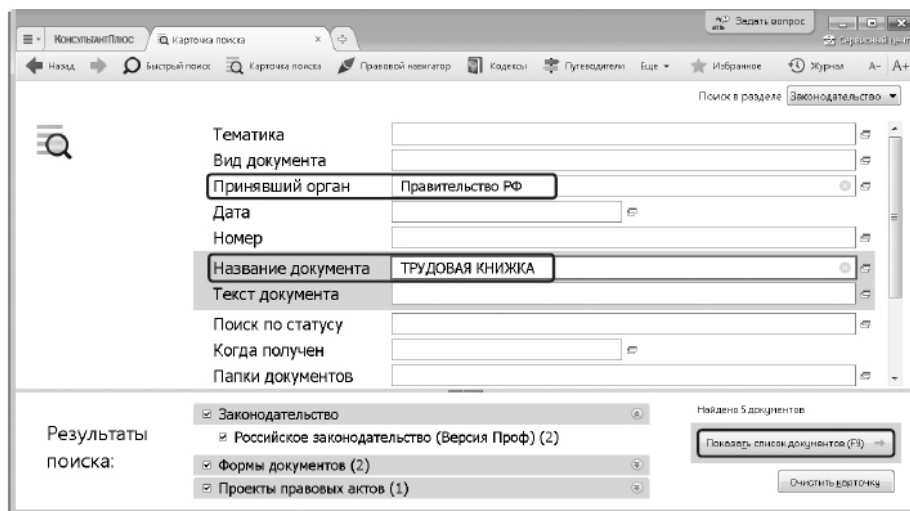 Задать вопрос
КонсультантПлюс Карточка поиска
Сервисный центр
Назад Быстрый поиск Карточка поиска Правовой навигатор Кодексы Путеводители Еще Избранное Журнал A- A+
Поиск в разделе Законодательство
Тематика
Вид документа
Принявший орган Правительство РФ
Дата
Номер
Название документа ТРУДОВАЯ КНИЖКА
Текст документа
Поиск по статусу
Когда получен
Папки документов
Результаты поиска:
Законодательство
Российское законодательство (Версия Проф) (2)
Формы документов (2)
Проекты правовых актов (1)
Найдено 5 документов
Показать список документов (F9)
Очистить карточку